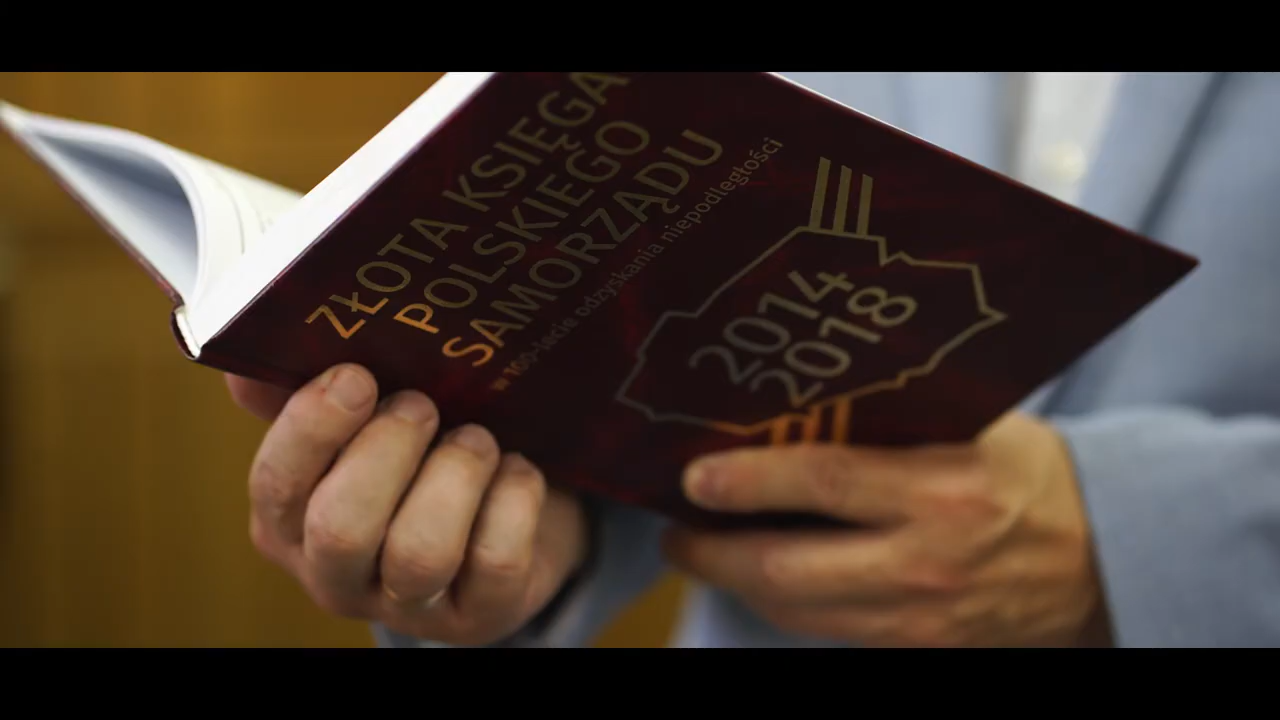 ZŁOTA KSIĘGA
POLSKIEGO
SAMORZĄDU
w 100-lecie odzyskania niepodległości
2014
2018